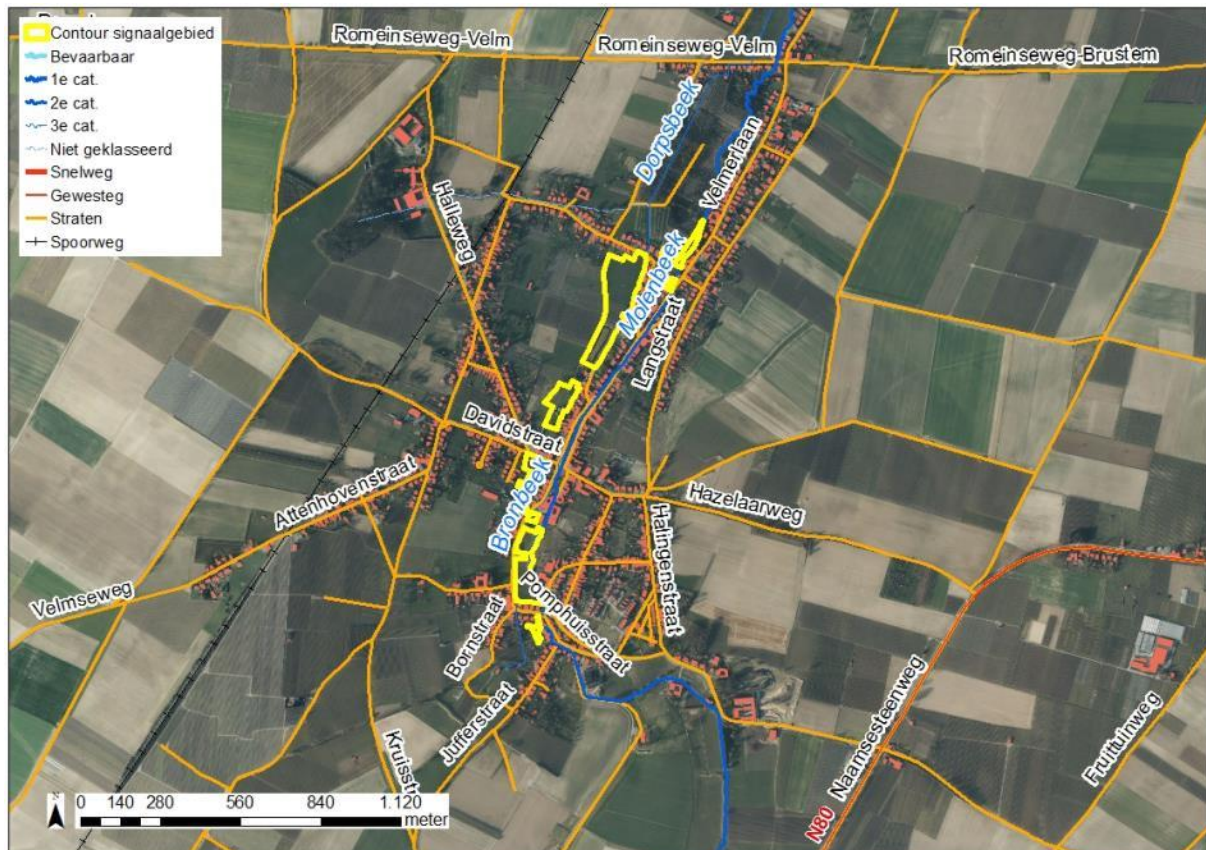 Contour signaalgebied
Bevaarbaar
1e cat.
2e cat.
3e cat.
Niet geklasseerd
Snelweg
Gewesteg
Straten
Spoorweg
Romeinseweg-Velm
Romeinseweg-Velm
Romeinseweg-Brustem
Dorpsbeek
Velmerlaan
Halleweg
Molenbeek
Langstraat
Davidstraat
Attenhovenstraat
Bronbeek
Hazelaarweg
Halingenstraat
Velmseweg
Pomphuisstraat
Bornstraat
Jufferstraat
Kruisstr
Naamsesteenweg
Fruittuinweg
N80
N
0 140 280 560 840 1.120
meter